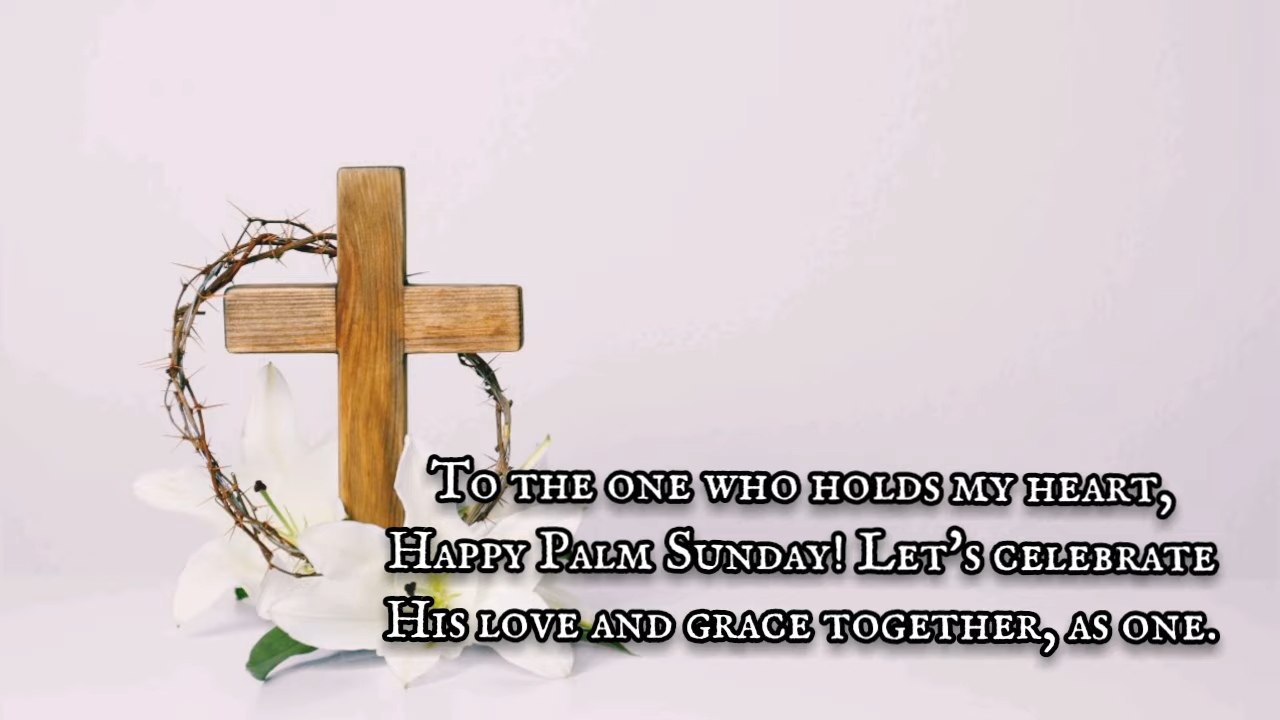 To the one who holds my heart,
Happy Palm Sunday! Let's celebrate
His love and grace together, as one.